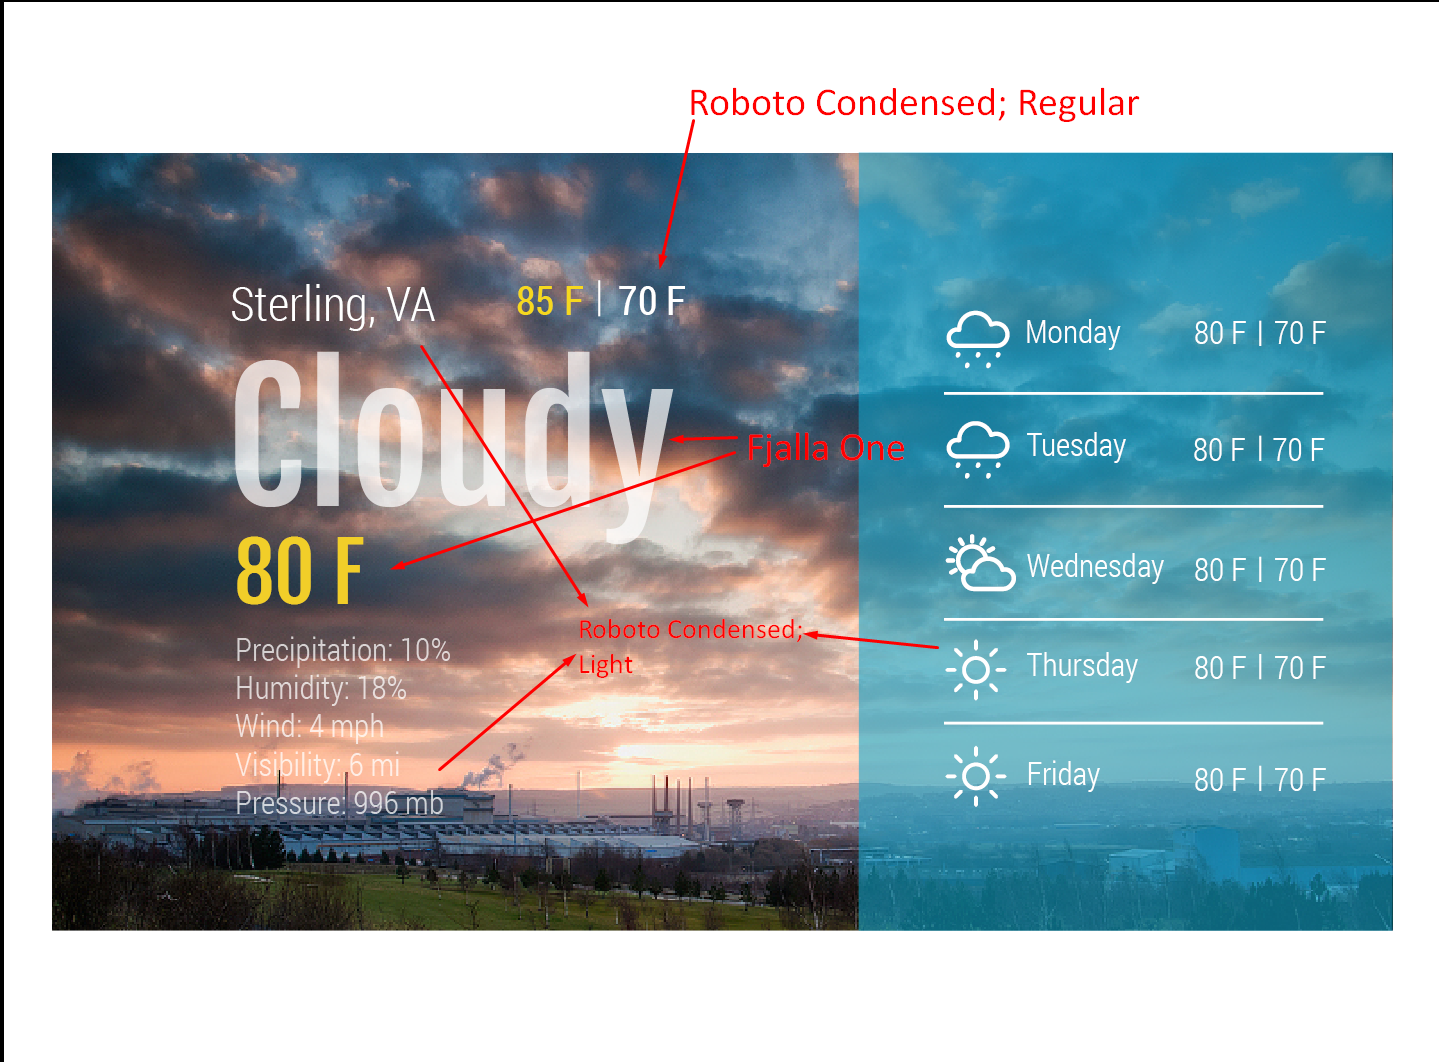 Roboto Condensed; Regular
Sterling, VA
85 F | 70 F
Cloudy
Fjalla One
80 F
Roboto Condensed;
Light
Precipitation: 10%
Humidity: 18%
Wind: 4 mph
Visibility: 6 mi
Pressure: 996 mb
Monday 80 F | 70 F
Tuesday 80 F | 70 F
Wednesday 80 F | 70 F
Thursday 80 F | 70 F
Friday 80 F | 70 F